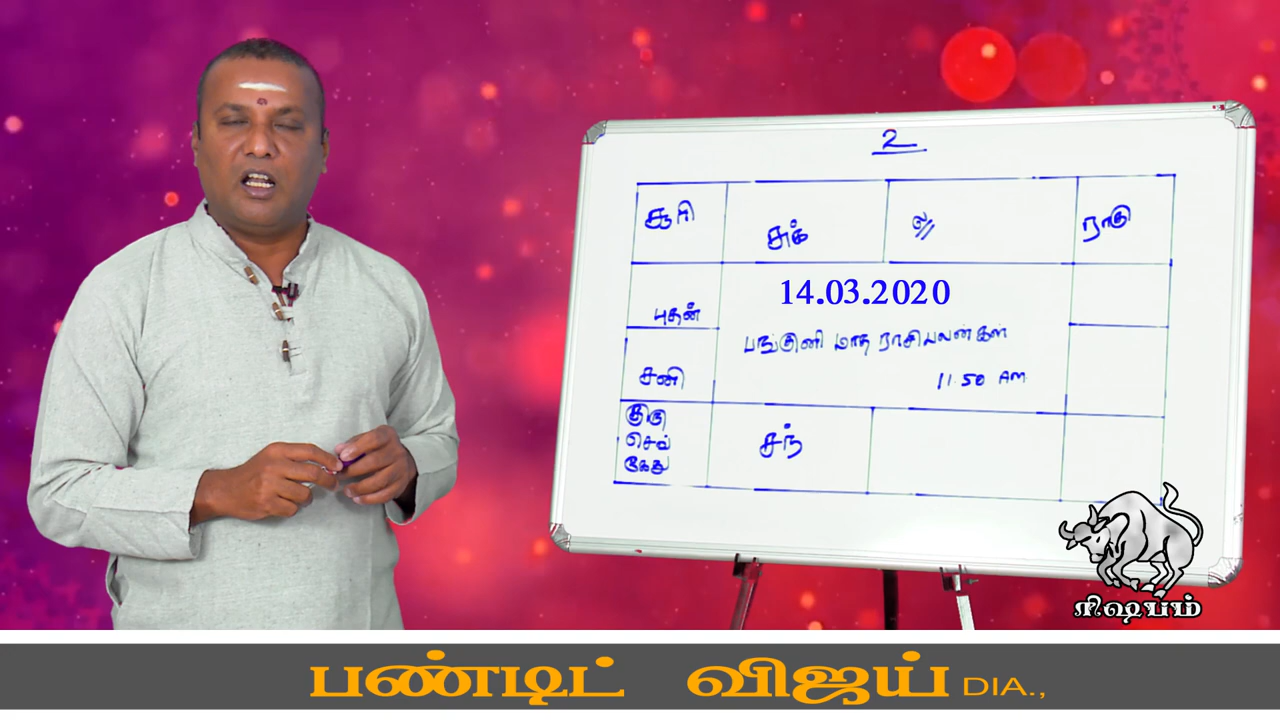 2
சூரி சுக் ல// ராகு
14.03.2020
புதன்
பங்குனி மாத ராசிபலன்கள்
சனி
11.50 AM
குரு
செவ்
கேது
சந்
ரிஷபம்
பண்டிட் விஜய் DIA.,